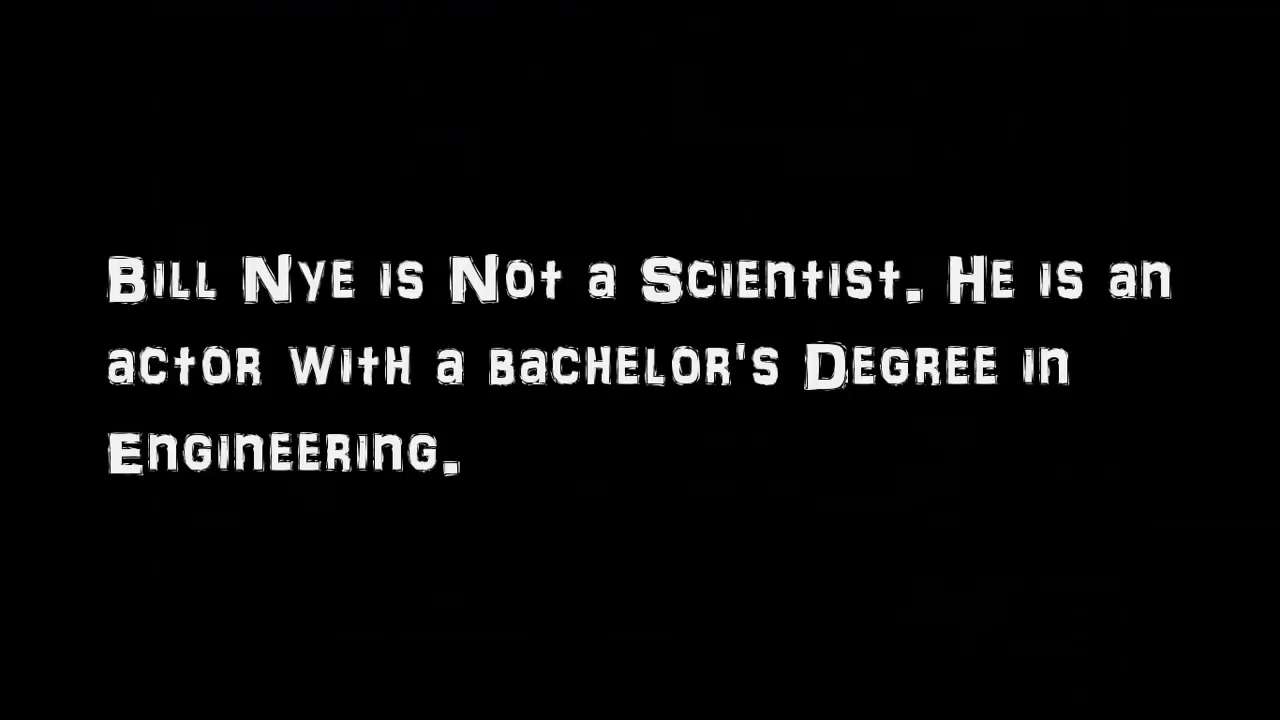 Bill Nye is Not a Scientist. He is an
actor with a bachelor's Degree in
Engineering.